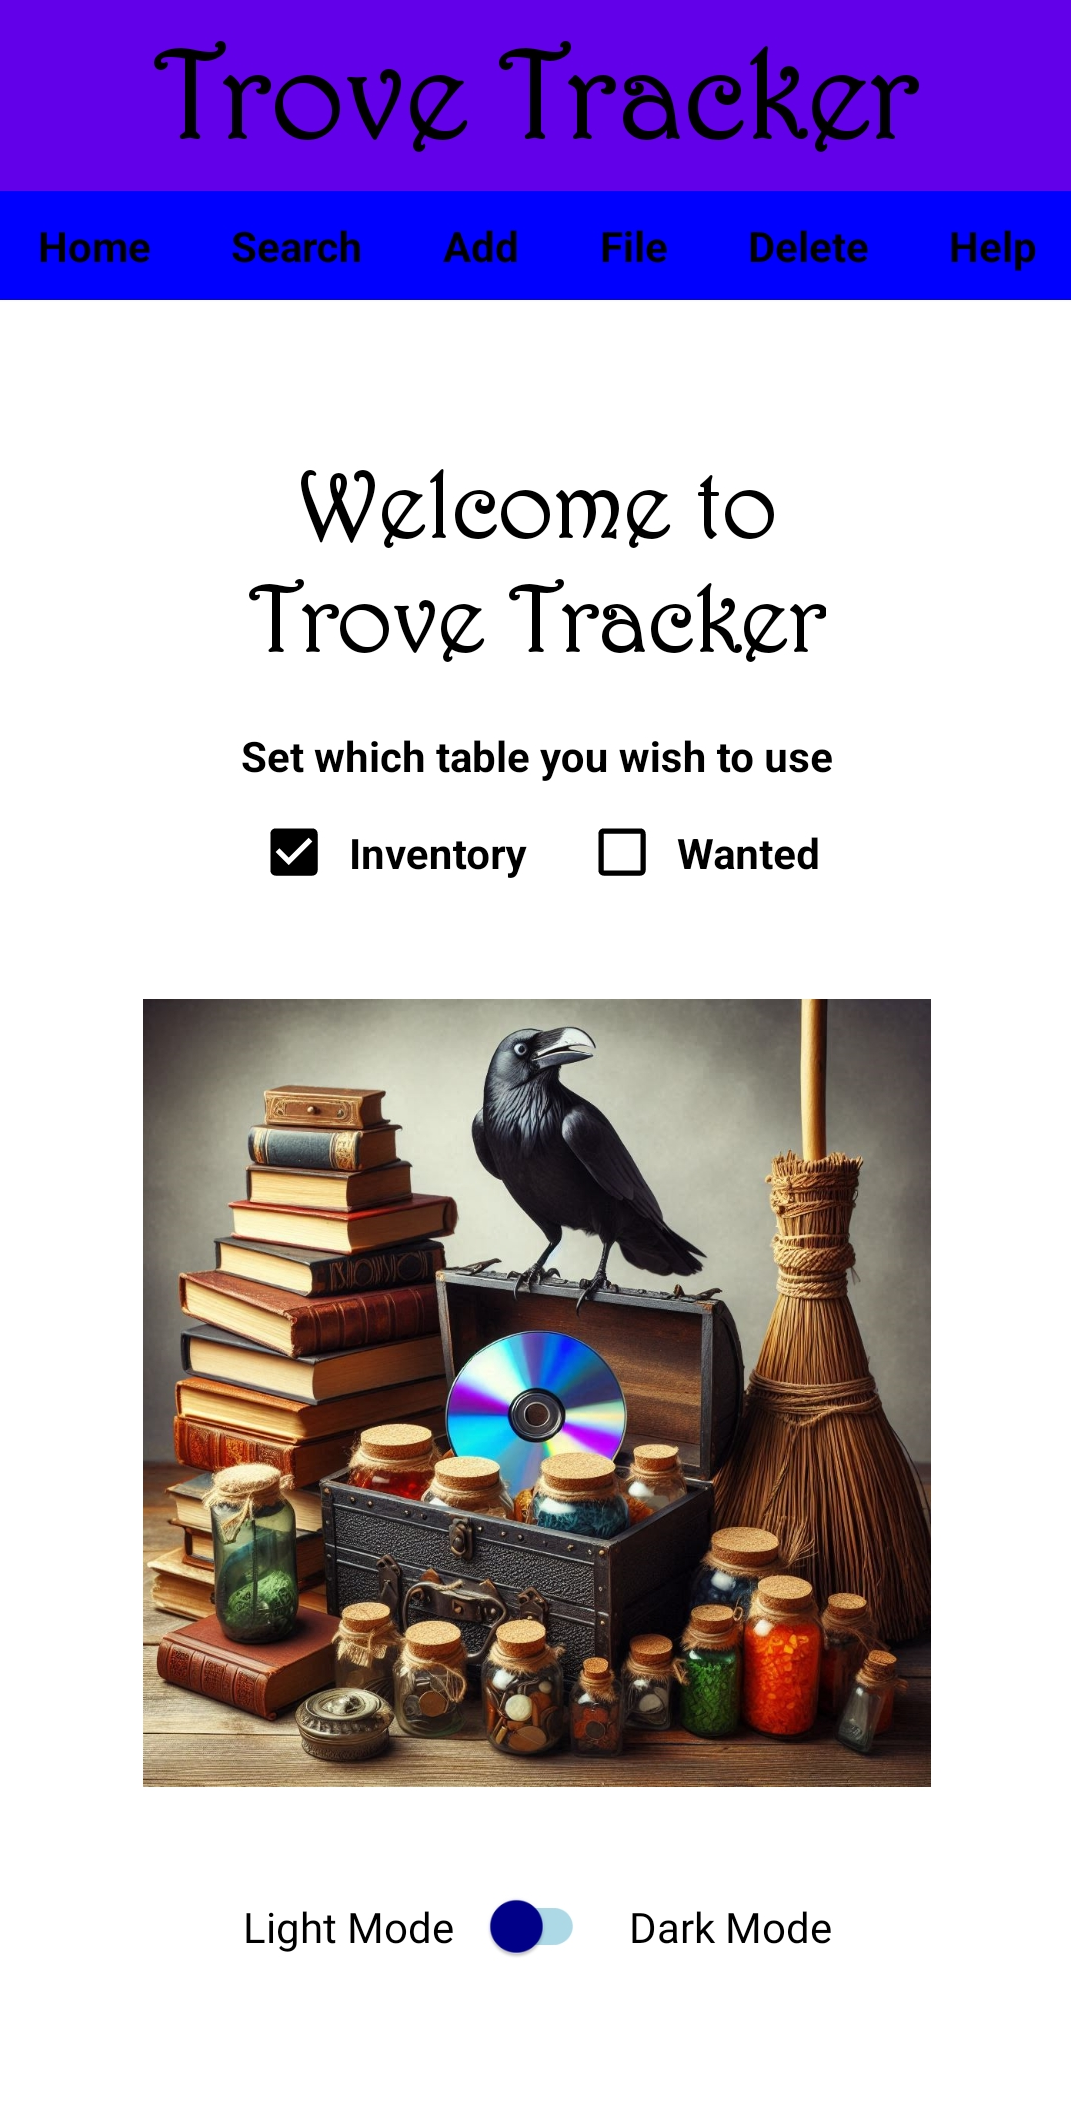 Trove Tracker
Home Search Add File Delete Help
Welcome to
Trove Tracker
Set which table you wish to use
Inventory Wanted
Light Mode Dark Mode